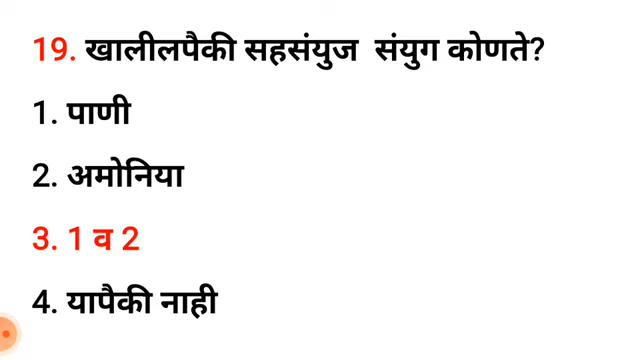 19. खालीलपैकी सहसंयुज संयुग कोणते?
1. पाणी
2. अमोनिया
3. 1 व 2
4. यापैकी नाही